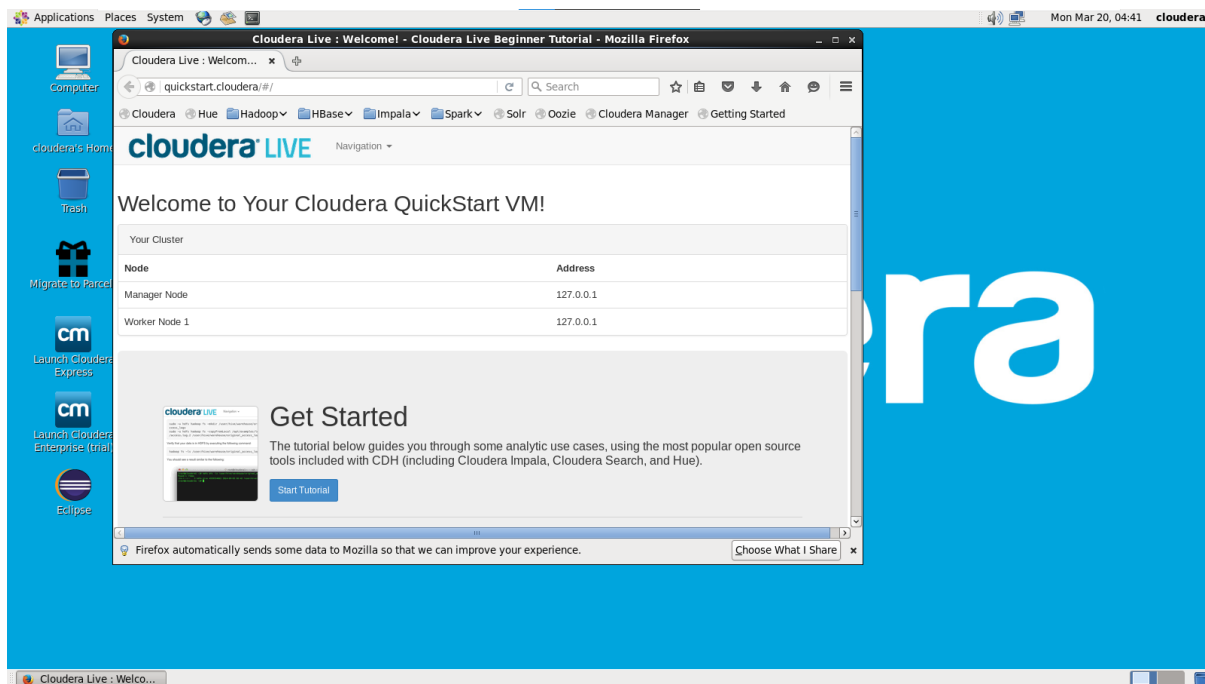 Applications Places System
Mon Mar 20, 04:41 cloudera
Computer
cloudera's Home
Trash
Migrate to Parcel
cm
Launch Cloudera
Express
cm
Launch Cloudera
Enterprise (trial)
Eclipse
Cloudera Live : Welcome! - Cloudera Live Beginner Tutorial - Mozilla Firefox
Cloudera Live : Welcom...
quickstart.cloudera/#/
Search
Cloudera Hue Hadoop HBase Impala Spark Solr Oozie Cloudera Manager Getting Started
cloudera LIVE Navigation
Welcome to Your Cloudera QuickStart VM!
Your Cluster
Node Address
Manager Node 127.0.0.1
Worker Node 1 127.0.0.1
cloudera LIVE
Get Started
The tutorial below guides you through some analytic use cases, using the most popular open source
tools included with CDH (including Cloudera Impala, Cloudera Search, and Hue).
Start Tutorial
Firefox automatically sends some data to Mozilla so that we can improve your experience. Choose What I Share
era
Cloudera Live : Welco...